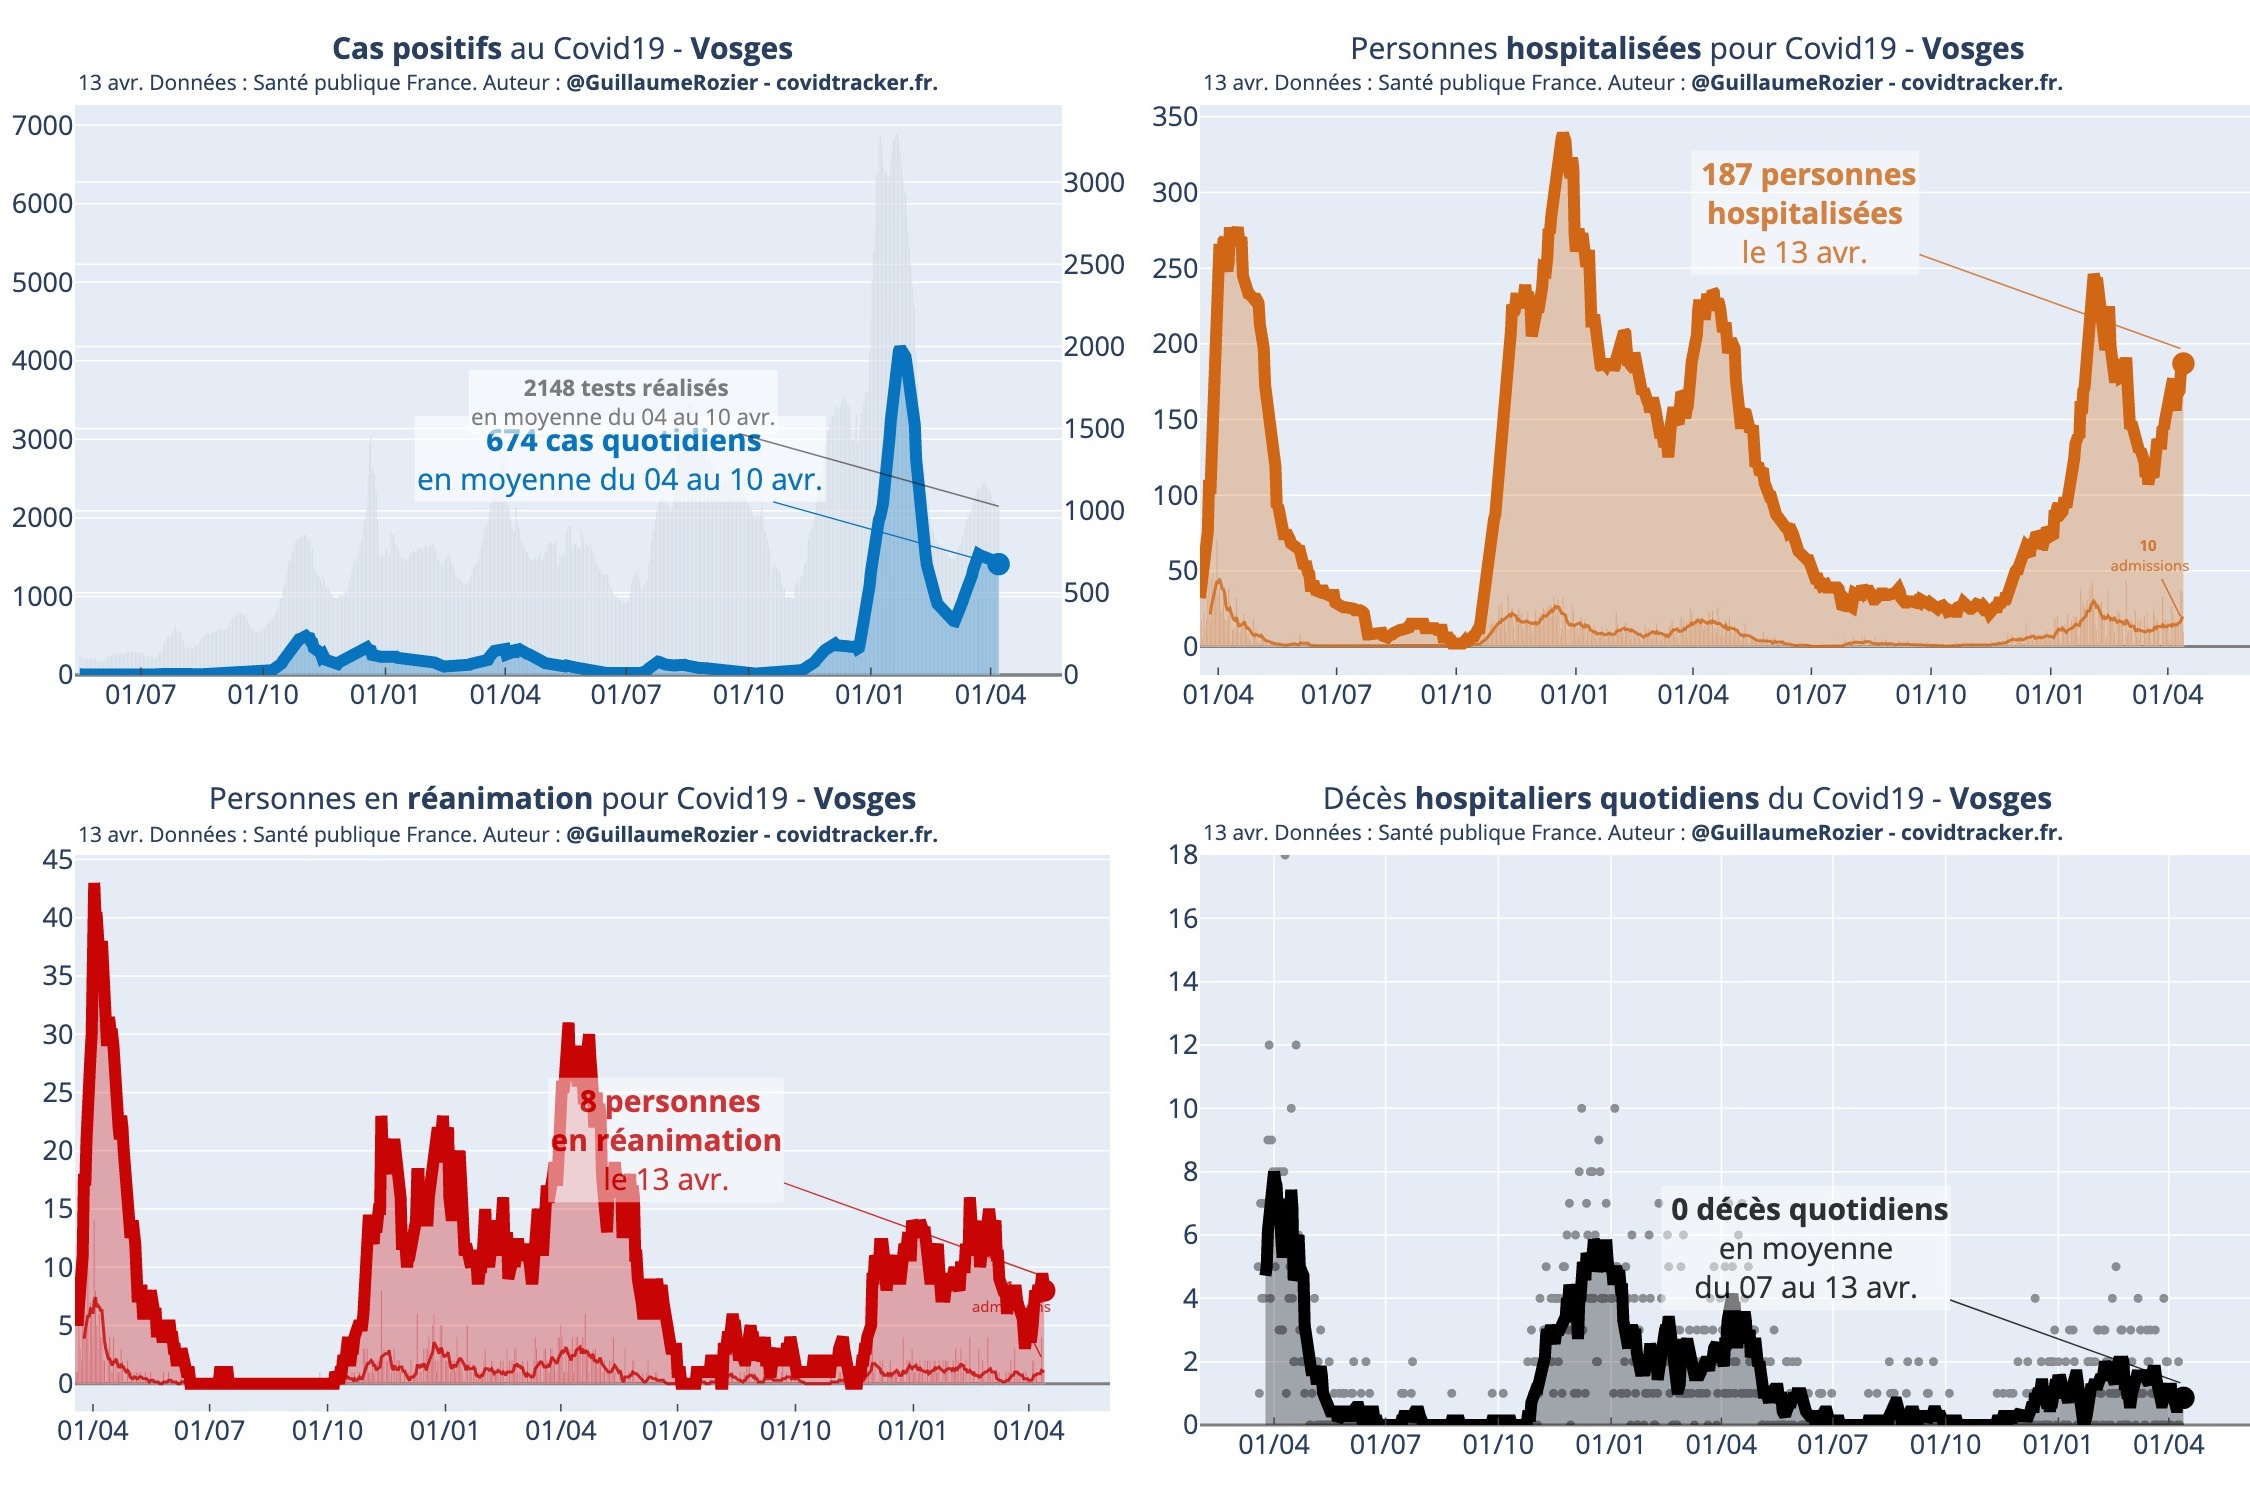 Cas positifs au Covid19 - Vosges
13 avr. Données : Santé publique France. Auteur : @GuillaumeRozier - covidtracker.fr.
7000
6000
5000
4000
3000
2000
1000
0
3000
2500
2000
1500
1000
500
0
2148 tests réalisés
en moyenne du 04 au 10 avr.
674 cas quotidiens
en moyenne du 04 au 10 avr.
01/07 01/10 01/01 01/04 01/07 01/10 01/01 01/04
Personnes hospitalisées pour Covid19 - Vosges
13 avr. Données : Santé publique France. Auteur : @GuillaumeRozier - covidtracker.fr.
350
300
250
200
150
100
50
0
187 personnes
hospitalisées
le 13 avr.
10
admissions
01/04 01/07 01/10 01/01 01/04 01/07 01/10 01/01 01/04
Personnes en réanimation pour Covid19 - Vosges
13 avr. Données : Santé publique France. Auteur : @GuillaumeRozier - covidtracker.fr.
45
40
35
30
25
20
15
10
5
0
8 personnes
en réanimation
le 13 avr.
01/04 01/07 01/10 01/01 01/04 01/07 01/10 01/01 01/04
Décès hospitaliers quotidiens du Covid19 - Vosges
13 avr. Données : Santé publique France. Auteur : @GuillaumeRozier - covidtracker.fr.
18
16
14
12
10
8
6
4
2
0
0 décès quotidiens
en moyenne
du 07 au 13 avr.
01/04 01/07 01/10 01/01 01/04 01/07 01/10 01/01 01/04